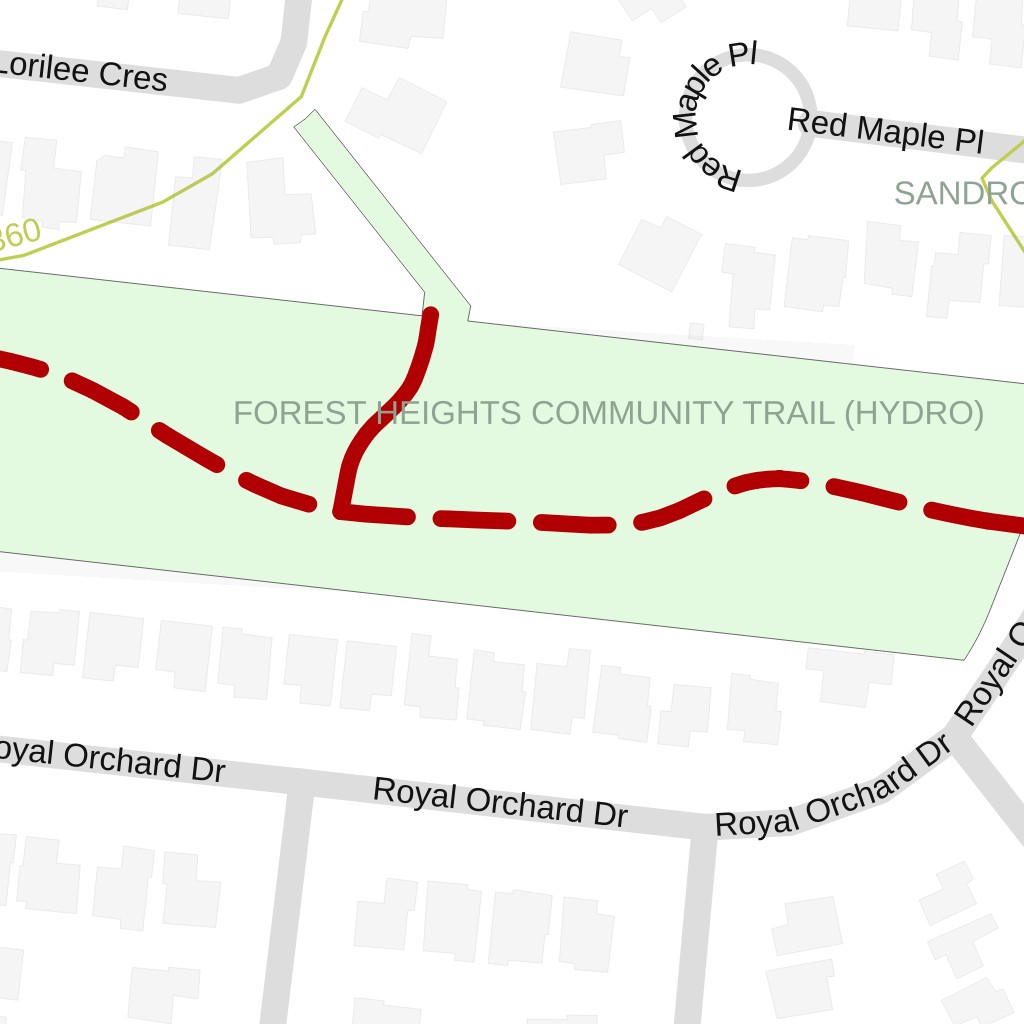 Lorilee Cres
Red Maple Pl
Red Maple Pl
SANDRO
360
FOREST HEIGHTS COMMUNITY TRAIL (HYDRO)
Royal O
oyal Orchard Dr
Royal Orchard Dr
Royal Orchard Dr